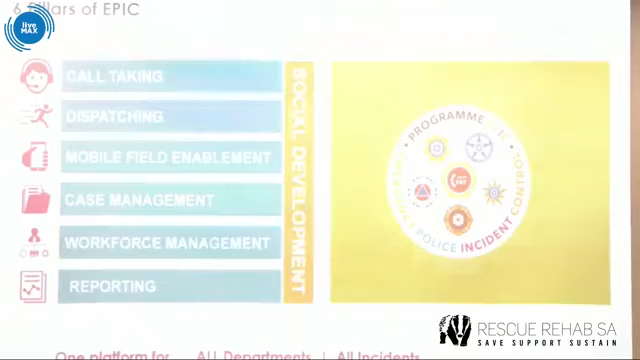 6 Pillars of EPIC
live
MAX
CALL TAKING
DISPATCHING
MOBILE FIELD ENABLEMENT
CASE MANAGEMENT
WORKFORCE MANAGEMENT
REPORTING
SOCIAL DEVELOPMENT
PROGRAMME
POLICE INCIDENT CONTROL
RESCUE REHAB SA
SAVE SUPPORT SUSTAIN
One platform for ALL Departments | All Incidents